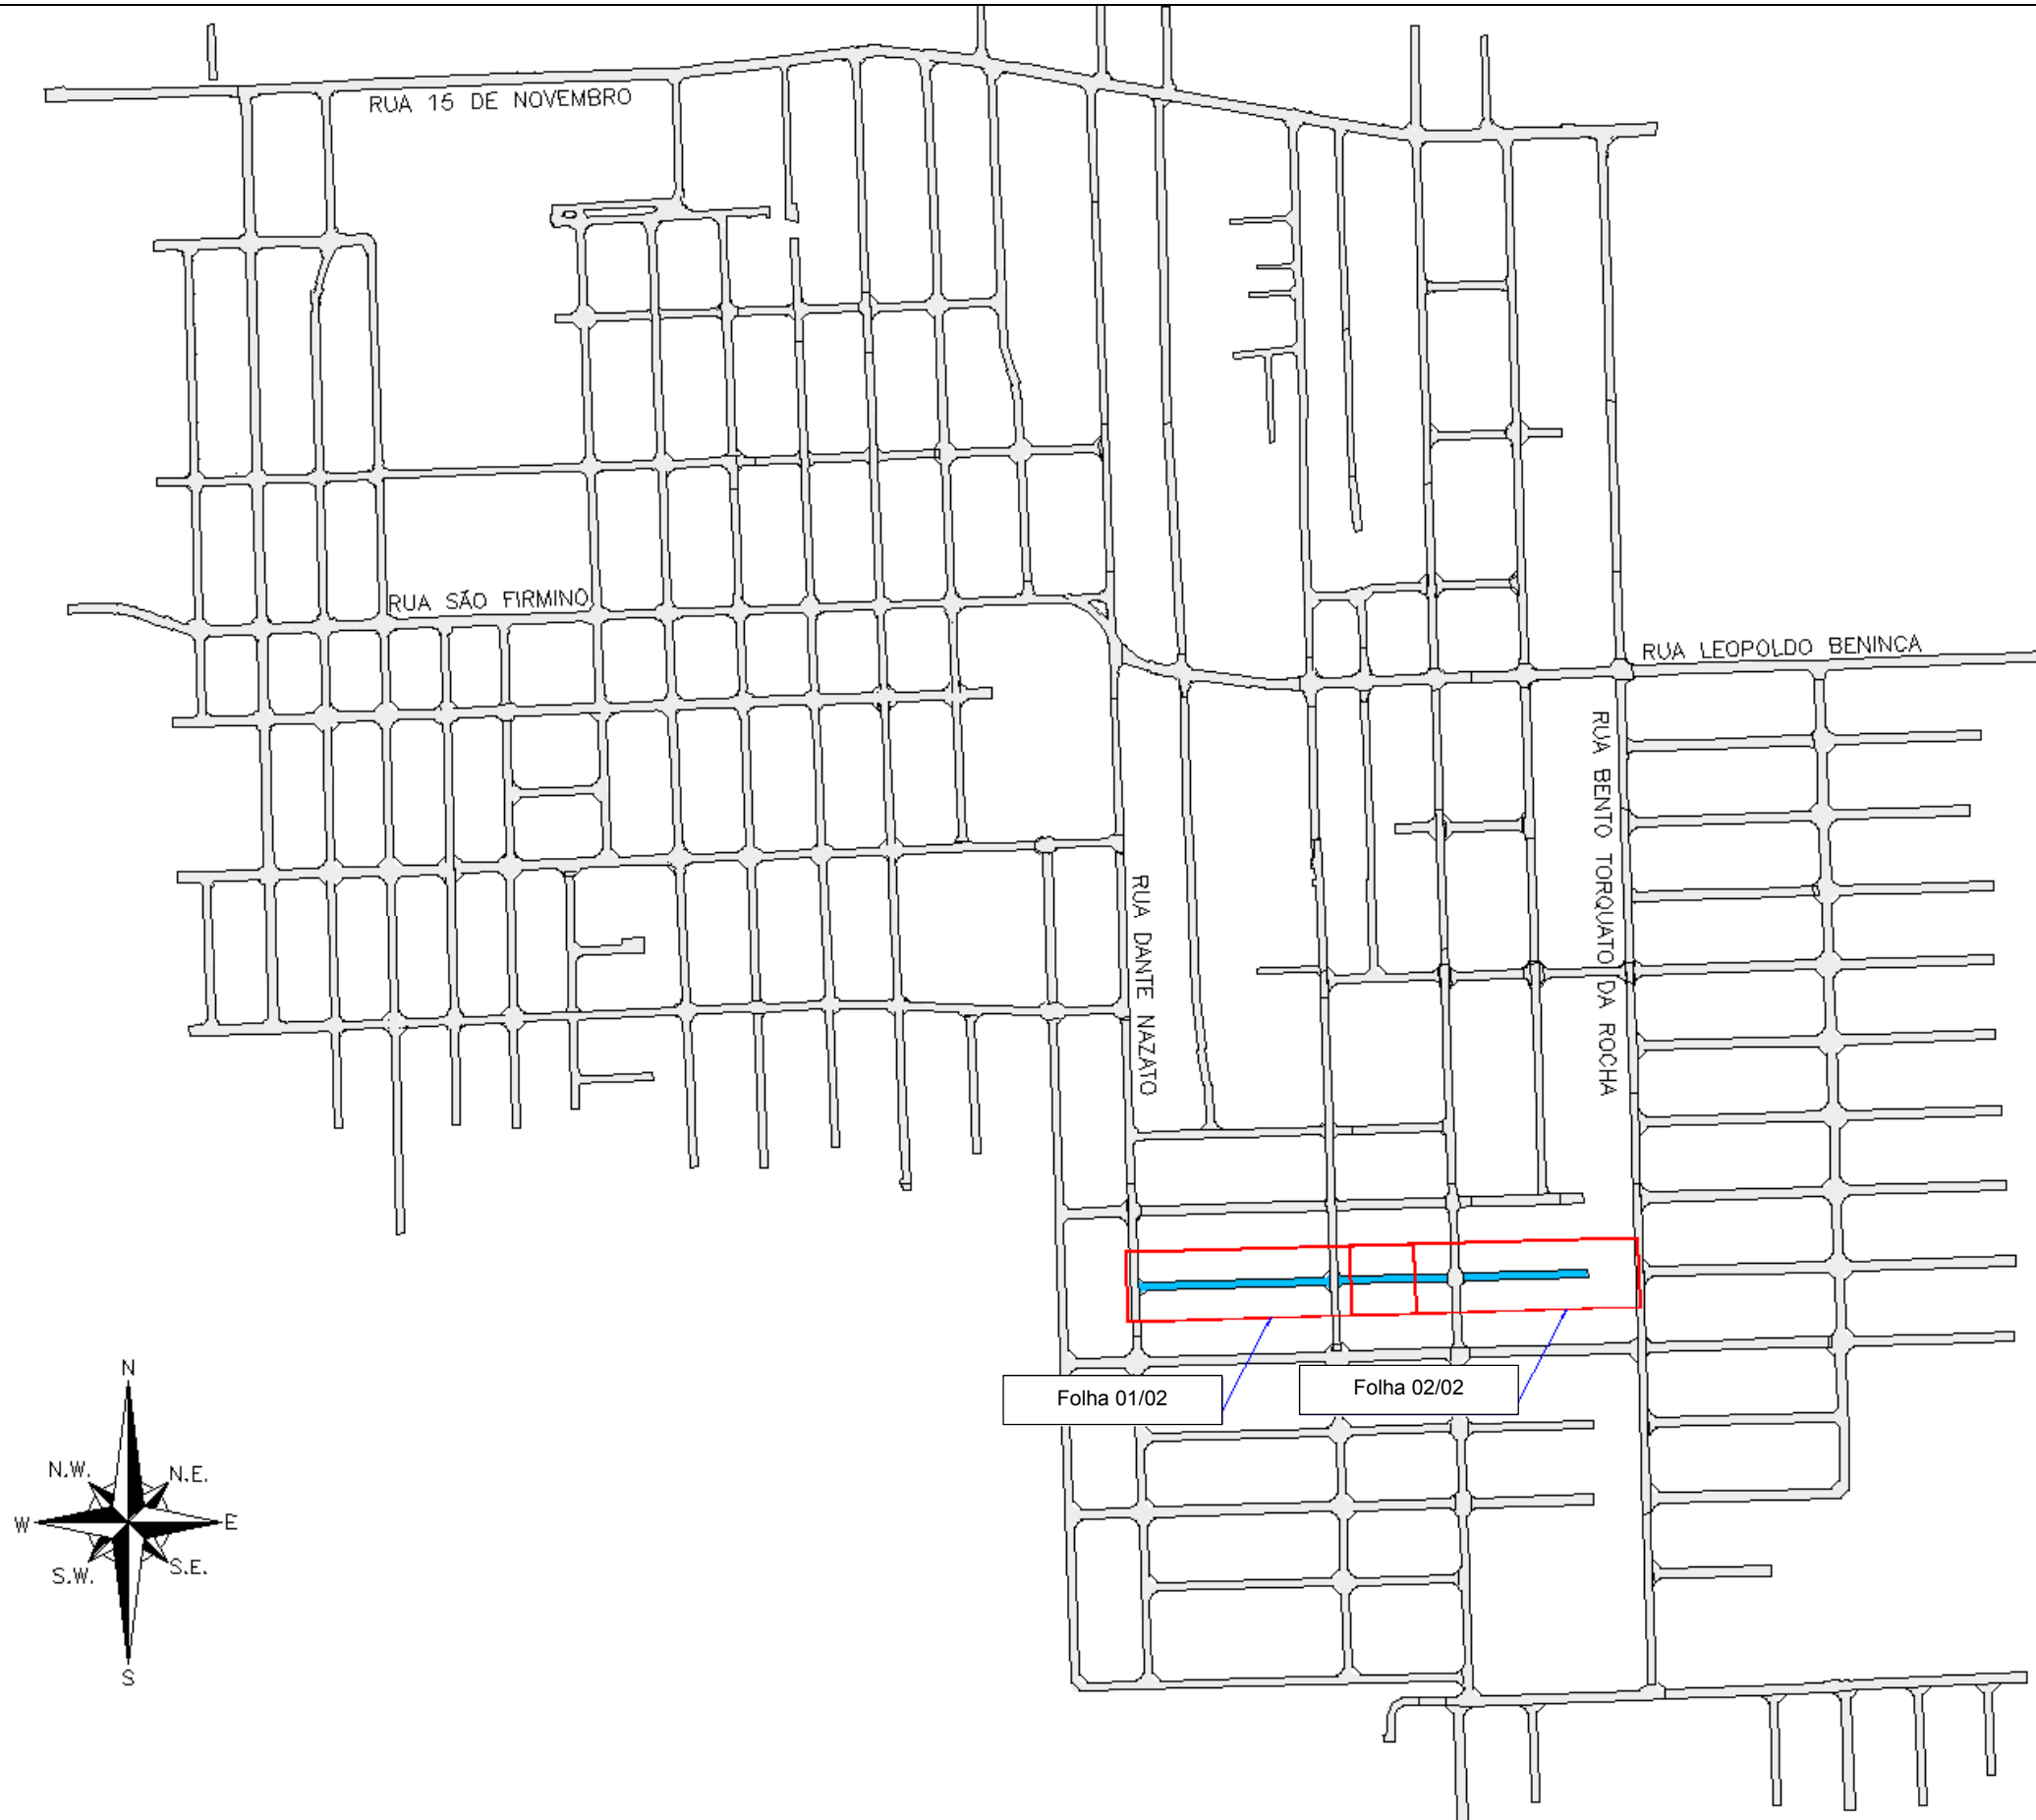 RUA 15 DE NOVEMBRO
RUA SÃO FIRMINO
RUA LEOPOLDO BENINCA
RUA BENTO TORQUATO DA ROCHA
RUA DANTE NAZATO
Folha 01/02
Folha 02/02
N
N.W.
N.E.
W
E
S.W.
S.E.
S